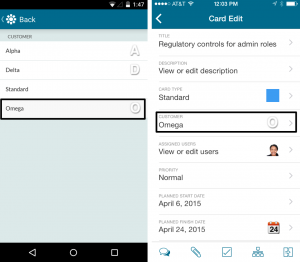 1:47
Back
CUSTOMER
Alpha A
Delta D
Standard
Omega O
AT&T 12:03 PM
Card Edit
TITLE
Regulatory controls for admin roles
DESCRIPTION
View or edit description
CARD TYPE
Standard
CUSTOMER
Omega O
ASSIGNED USERS
View or edit users
PRIORITY
Normal
PLANNED START DATE
April 6, 2015
PLANNED FINISH DATE
April 24, 2015